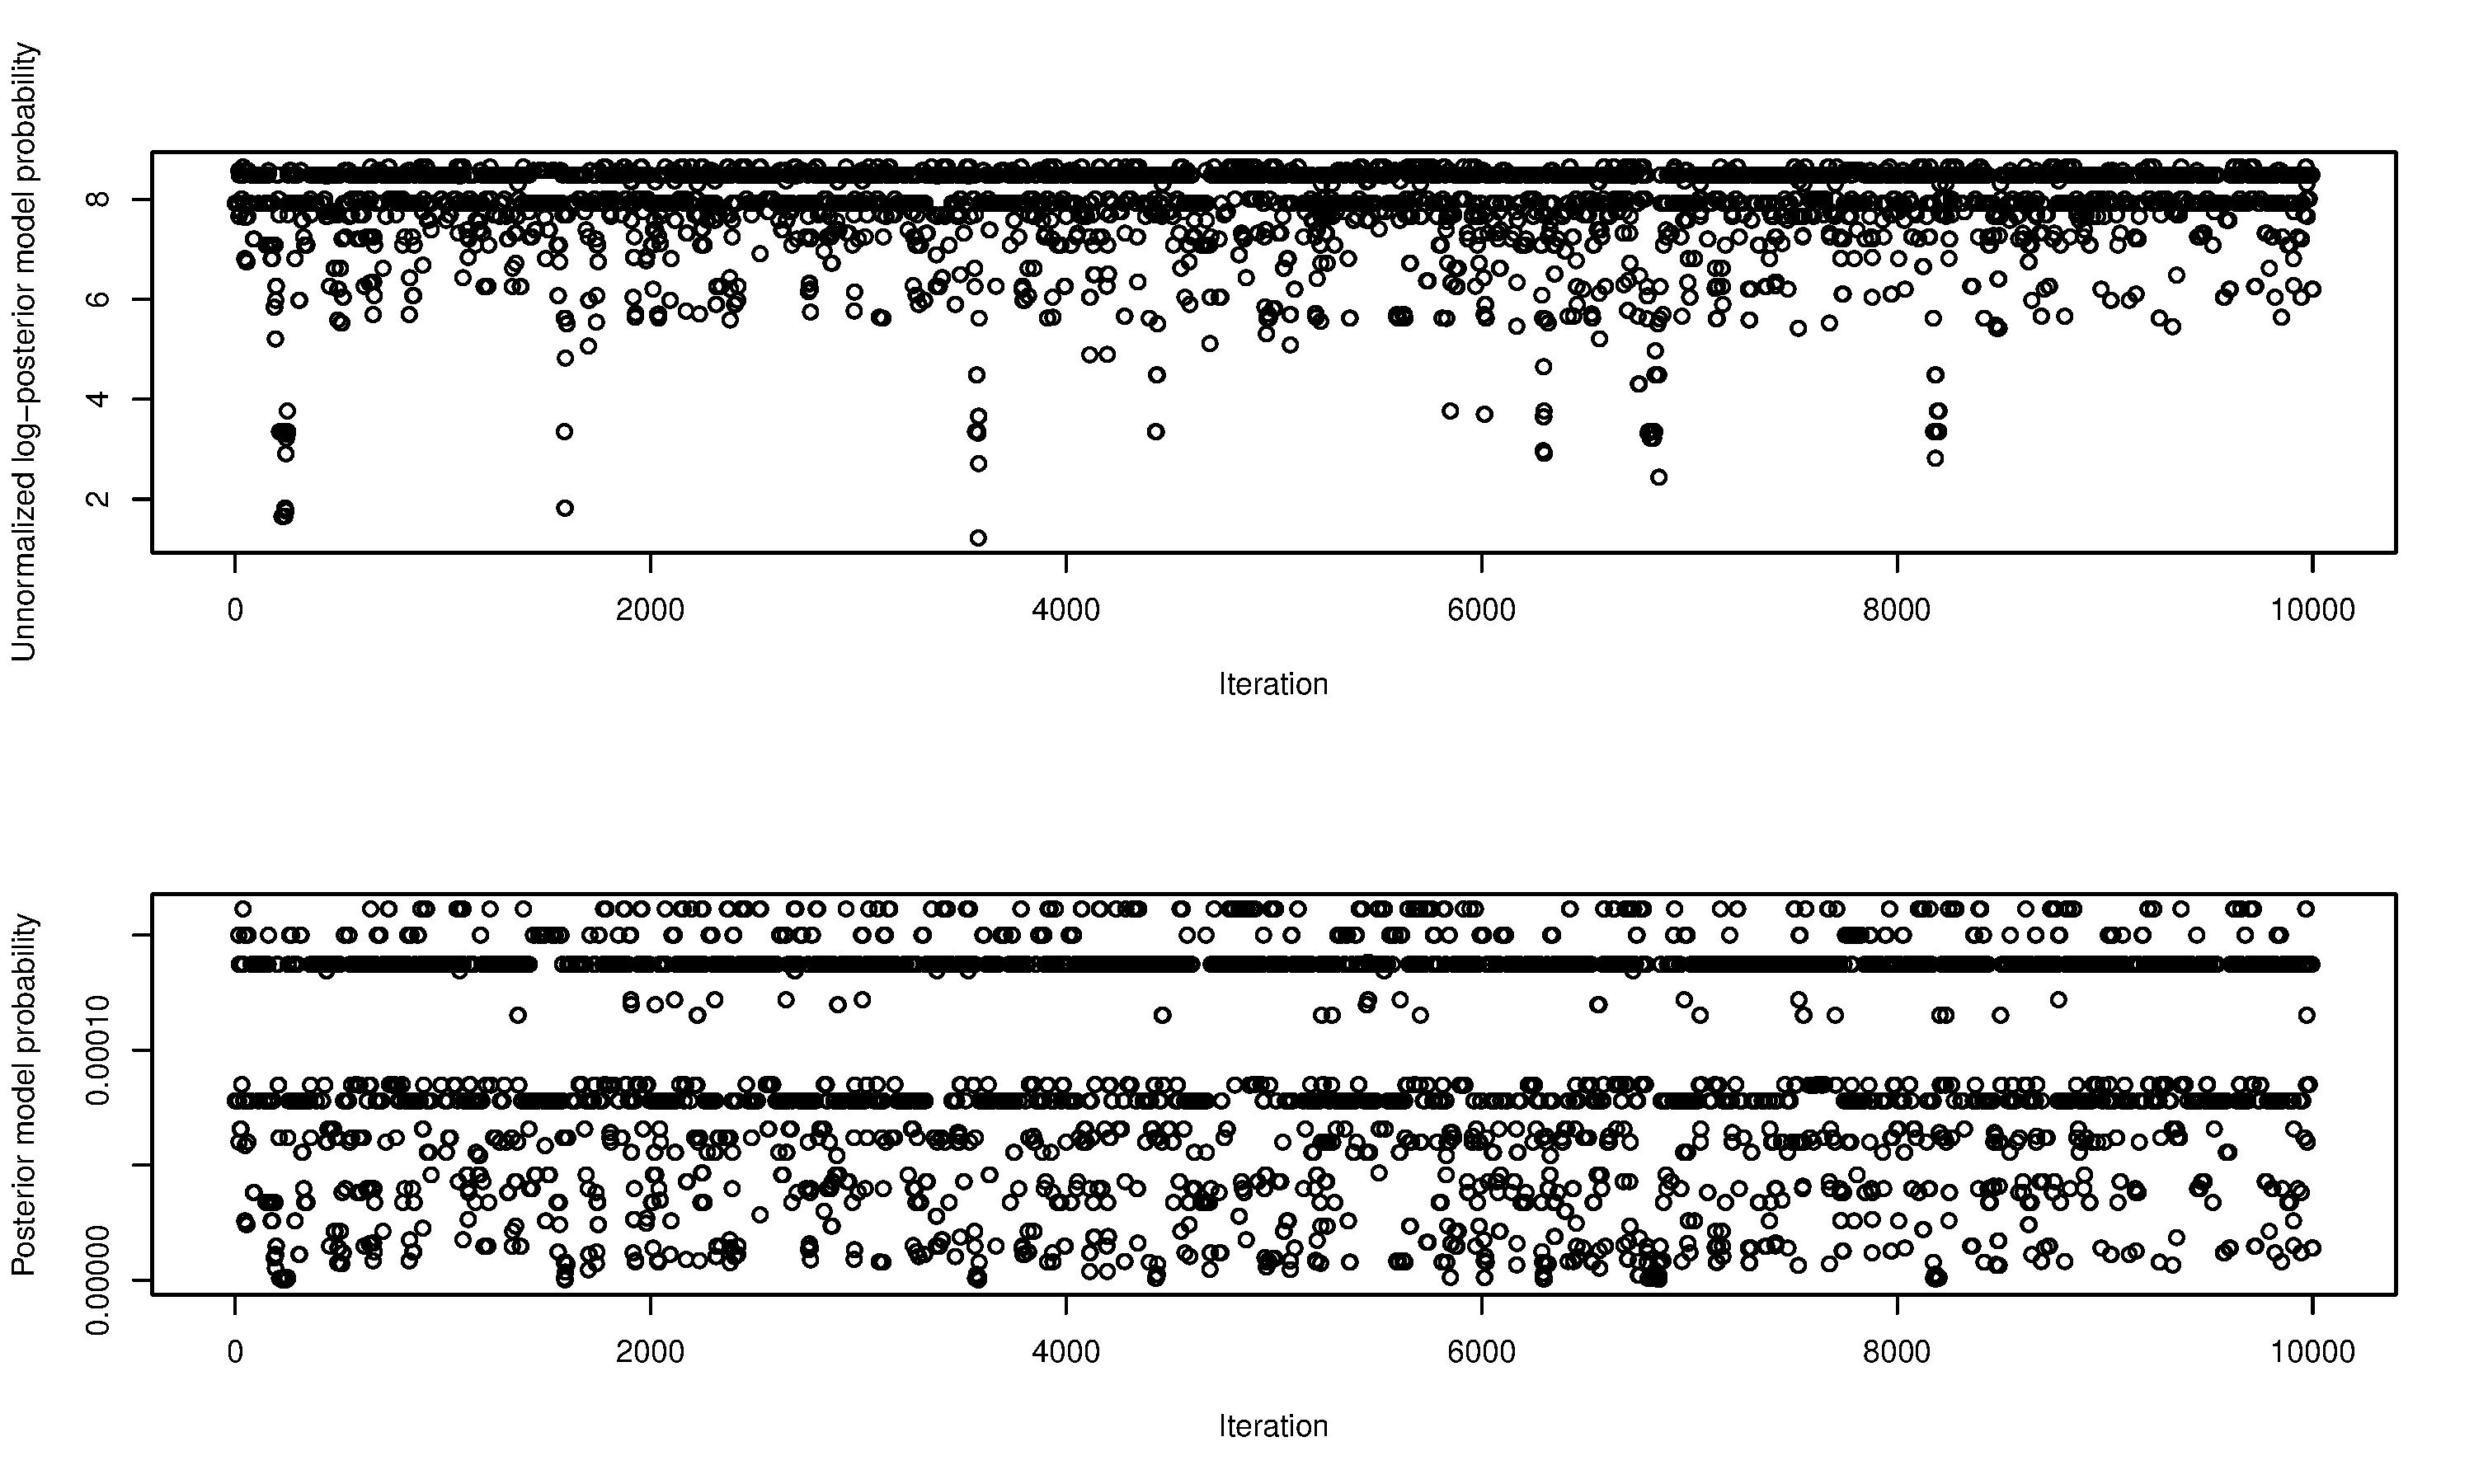 Unnormalized log−posterior model probability
8
6
4
2
0 2000 4000 6000 8000 10000
Iteration
Posterior model probability
0.00010
0.00000
0 2000 4000 6000 8000 10000
Iteration